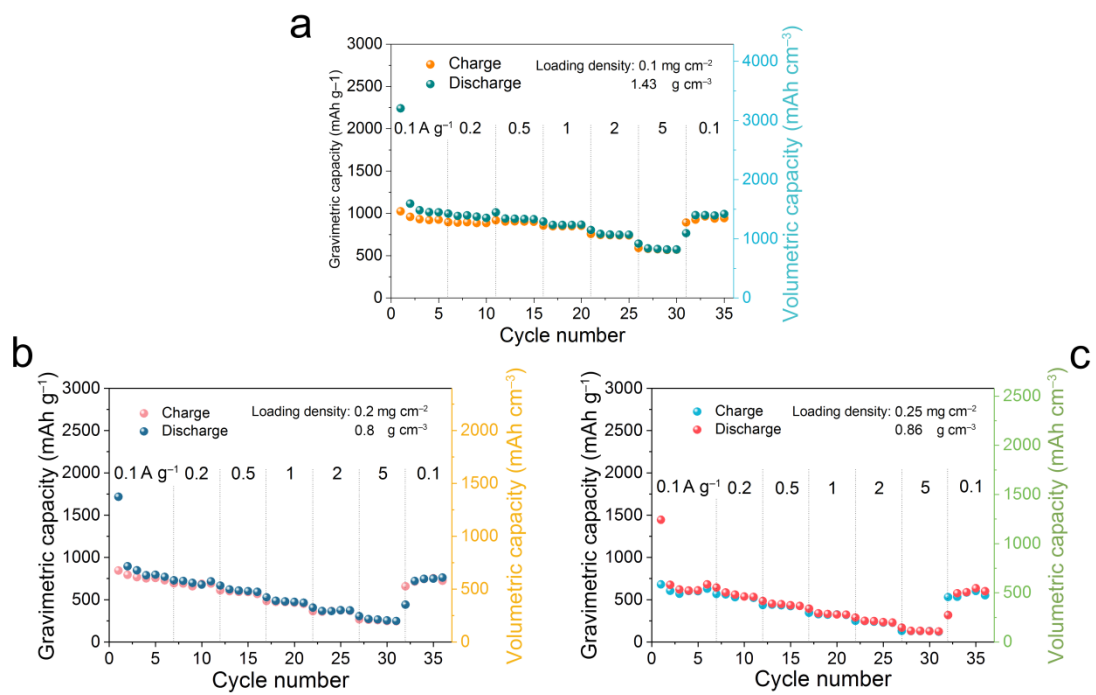 a
3000
2500
2000
1500
1000
500
0
Gravimetric capacity (mAh g–1)
Charge
Discharge
Loading density: 0.1 mg cm⁻²
1.43 g cm⁻³
0.1 A g⁻¹ 0.2 0.5 1 2 5 0.1
4000
3000
2000
1000
0
Volumetric capacity (mAh cm⁻³)
0 5 10 15 20 25 30 35
Cycle number
b
3000
2500
2000
1500
1000
500
0
Gravimetric capacity (mAh g⁻¹)
Charge
Discharge
Loading density: 0.2 mg cm⁻²
0.8 g cm⁻³
0.1 A g⁻¹ 0.2 0.5 1 2 5 0.1
2000
1500
1000
500
0
Volumetric capacity (mAh cm⁻³)
0 5 10 15 20 25 30 35
Cycle number
c
3000
2500
2000
1500
1000
500
0
Gravimetric capacity (mAh g⁻¹)
Charge
Discharge
Loading density: 0.25 mg cm⁻²
0.86 g cm⁻³
0.1 A g⁻¹ 0.2 0.5 1 2 5 0.1
2500
2000
1500
1000
500
0
Volumetric capacity (mAh cm⁻³)
0 5 10 15 20 25 30 35
Cycle number